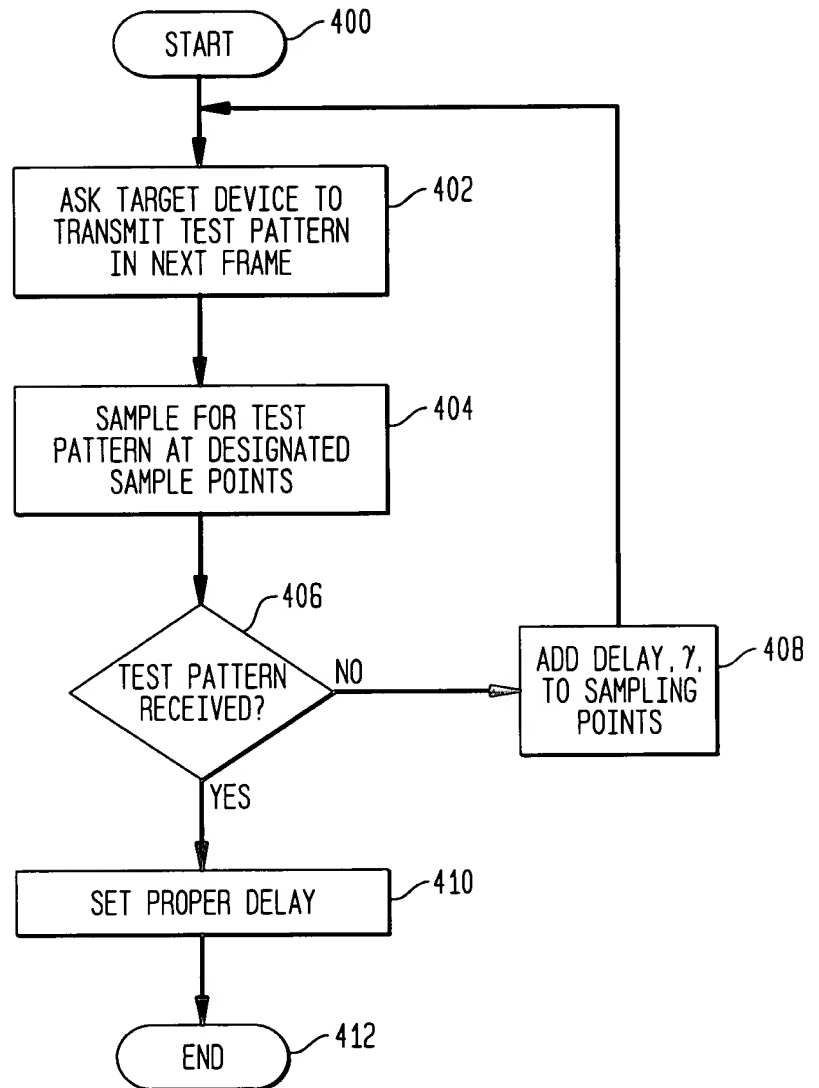 START
400
ASK TARGET DEVICE TO
TRANSMIT TEST PATTERN
IN NEXT FRAME
402
SAMPLE FOR TEST
PATTERN AT DESIGNATED
SAMPLE POINTS
404
406
TEST PATTERN
RECEIVED?
NO
YES
ADD DELAY, γ,
TO SAMPLING
POINTS
408
SET PROPER DELAY
410
END
412